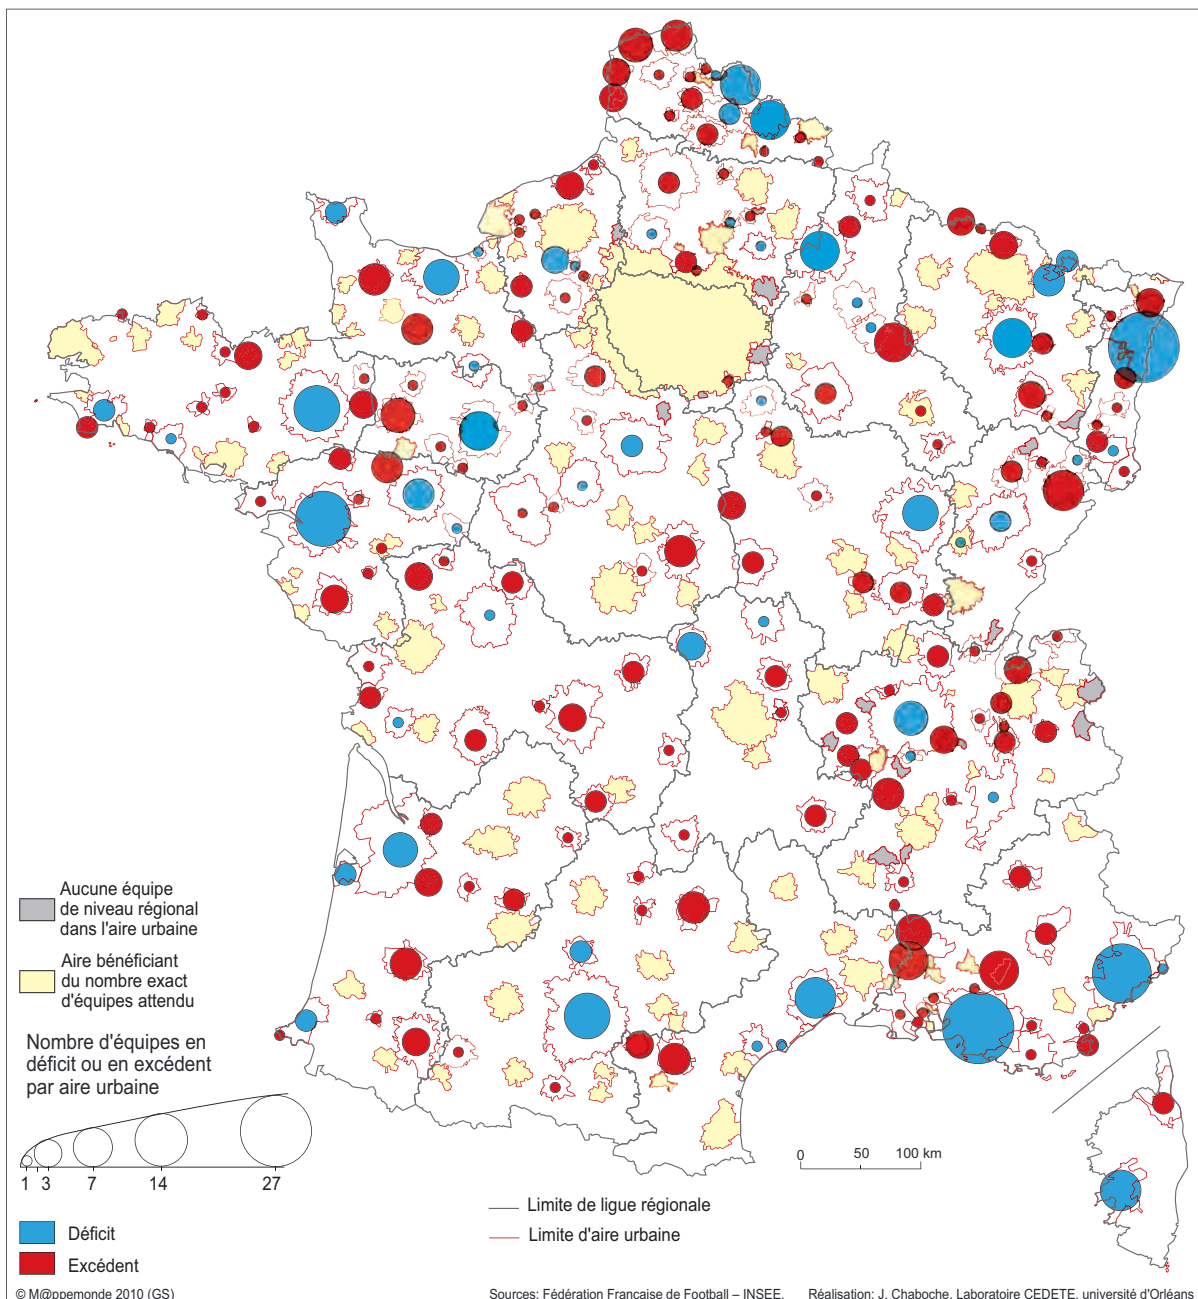 Aucune équipe
de niveau régional
dans l'aire urbaine
Aire bénéficiant
du nombre exact
d'équipes attendu
Nombre d'équipes en
déficit ou en excédent
par aire urbaine
1 3 7 14 27
Déficit
Excédent
0 50 100 km
Limite de ligue régionale
Limite d'aire urbaine
© M@ppemonde 2010 (GS)
Sources: Fédération Française de Football – INSEE. Réalisation: J. Chaboche, Laboratoire CEDETE, université d'Orléans